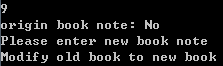 9
origin book note: No
Please enter new book note
Modify old book to new book